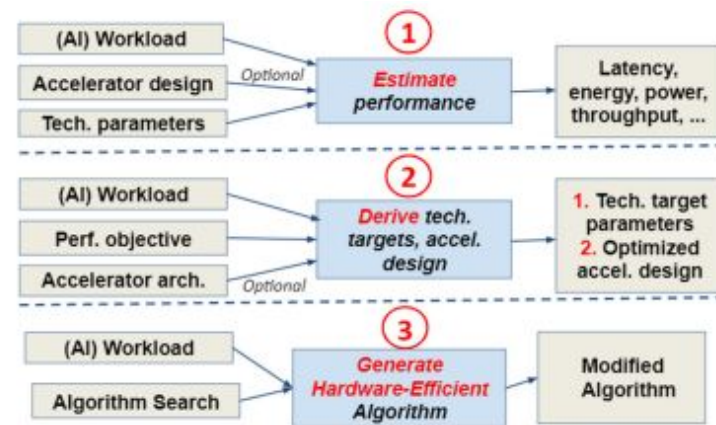 (AI) Workload
Accelerator design
Tech. parameters
Optional
1
Estimate
performance
Latency,
energy, power,
throughput, ...
(AI) Workload
Perf. objective
Accelerator arch.
Optional
2
Derive tech.
targets, accel.
design
1. Tech. target
parameters
2. Optimized
accel. design
(AI) Workload
Algorithm Search
3
Generate
Hardware-Efficient
Algorithm
Modified
Algorithm